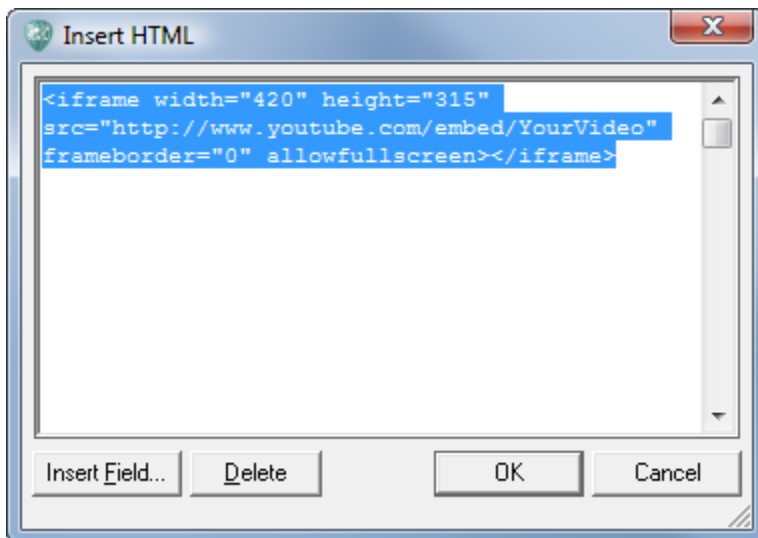 Insert HTML
<iframe width="420" height="315"
src="http://www.youtube.com/embed/YourVideo"
frameborder="0" allowfullscreen></iframe>
Insert Field... Delete OK Cancel